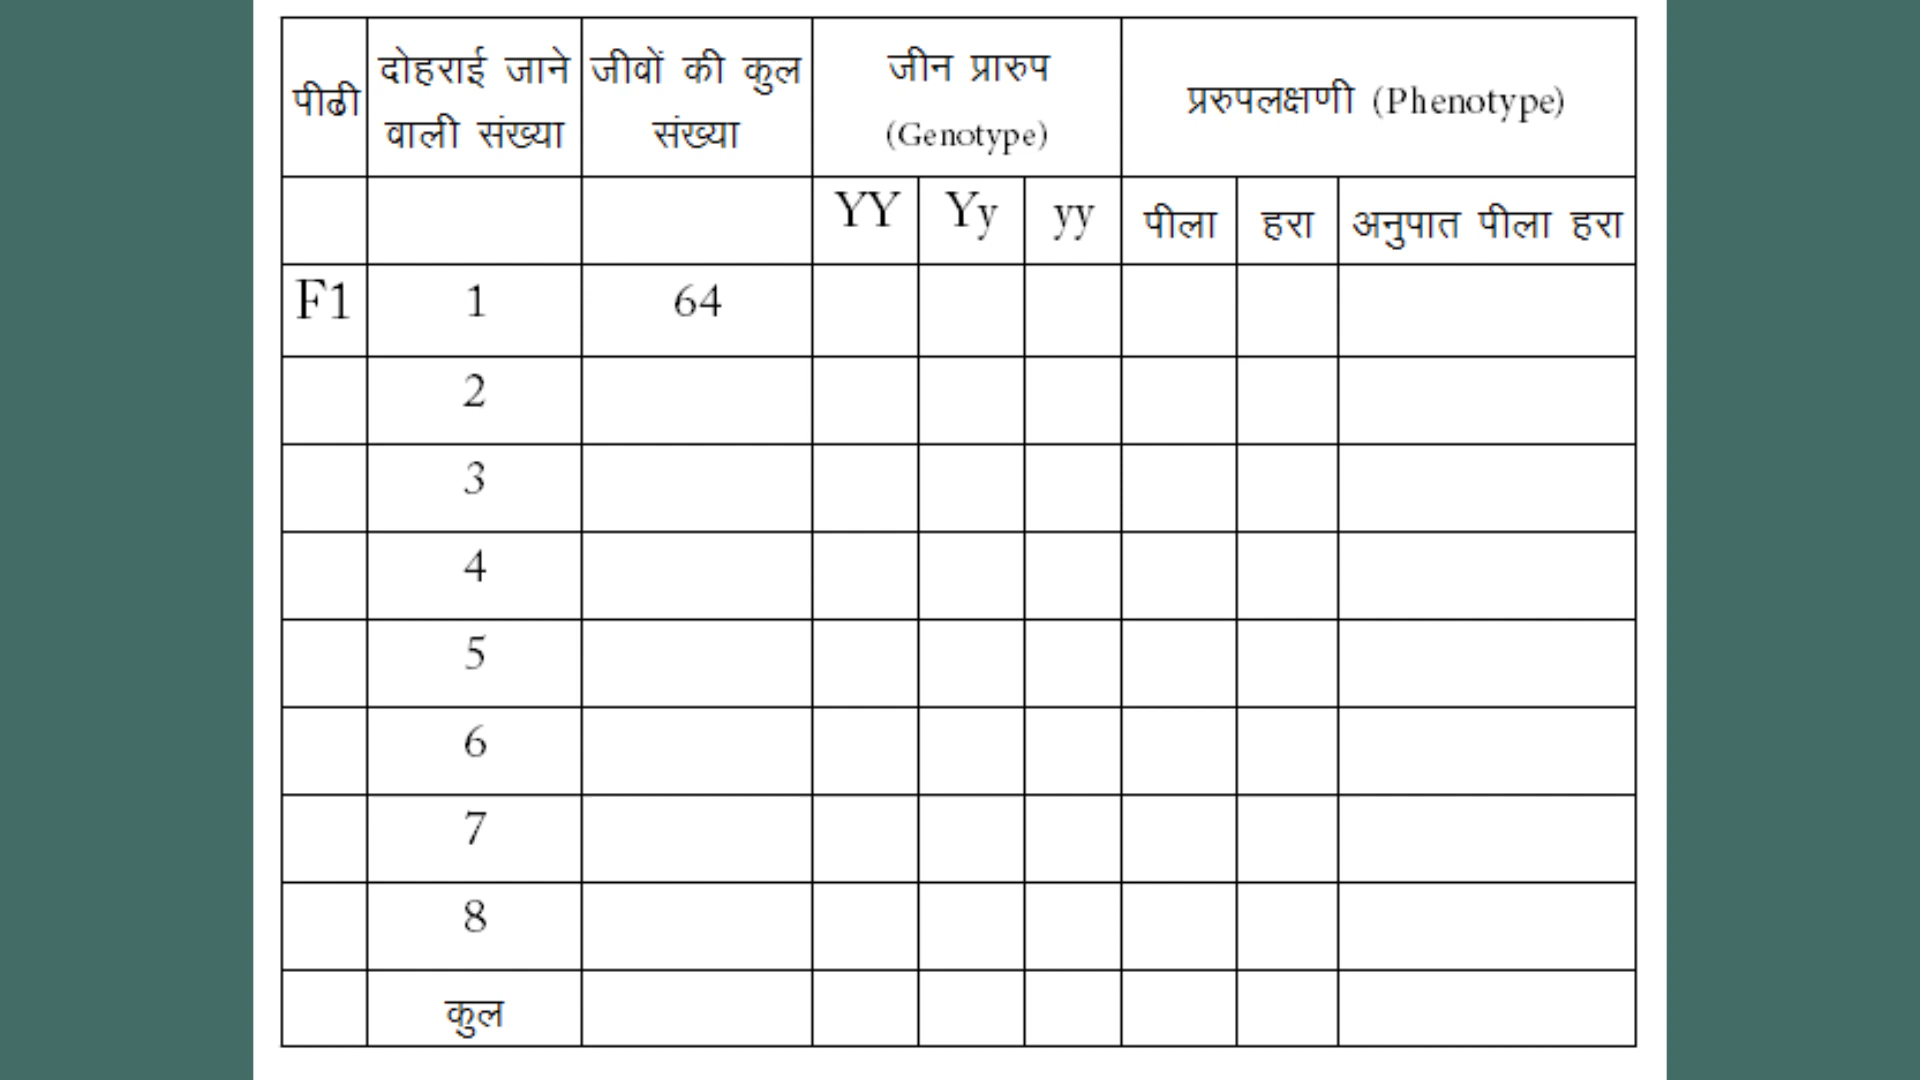 पीढी
दोहराई जाने
वाली संख्या
जीवों की कुल
संख्या
जीन प्रारुप
(Genotype)
प्ररुपलक्षणी (Phenotype)
YY Yy yy पीला हरा अनुपात पीला हरा
F1 1 64
2
3
4
5
6
7
8
कुल